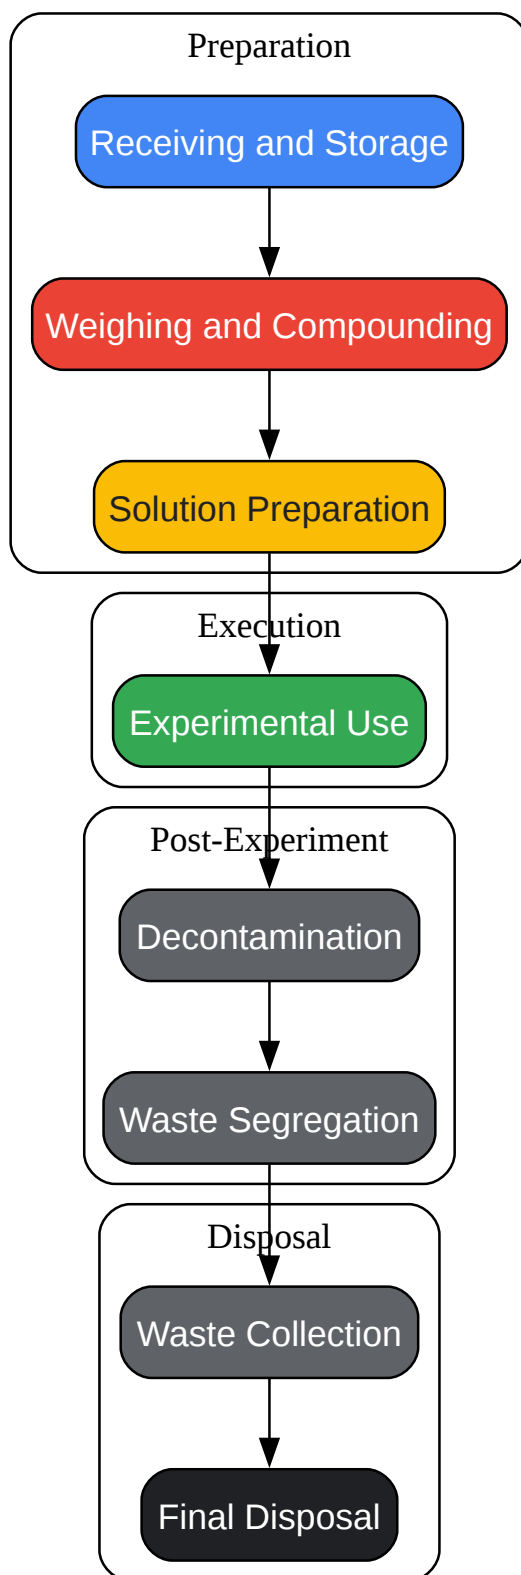 Preparation
Receiving and Storage
Weighing and Compounding
Solution Preparation
Execution
Experimental Use
Post-Experiment
Decontamination
Waste Segregation
Disposal
Waste Collection
Final Disposal